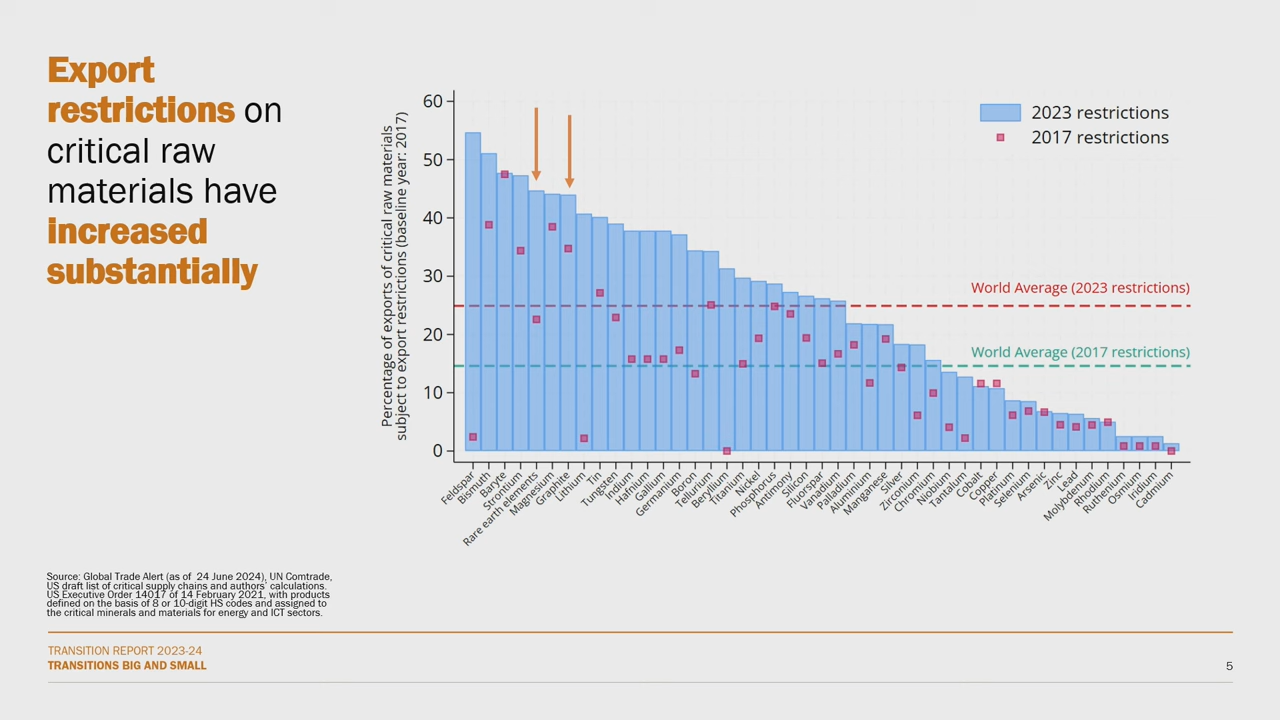 Export
restrictions on
critical raw
materials have
increased
substantially
Percentage of exports of critical raw materials
subject to export restrictions (baseline year: 2017)
60
50
40
30
20
10
0
2023 restrictions
2017 restrictions
World Average (2023 restrictions)
World Average (2017 restrictions)
Feldspar
Bismuth
Baryte
Strontium
Rare earth elements
Magnesium
Graphite
Lithium
Tin
Tungsten
Indium
Hafnium
Gallium
Germanium
Boron
Tellurium
Beryllium
Titanium
Nickel
Phosphorus
Antimony
Silicon
Fluorspar
Vanadium
Palladium
Aluminium
Manganese
Silver
Zirconium
Chromium
Niobium
Tantalum
Cobalt
Copper
Platinum
Selenium
Arsenic
Zinc
Lead
Molybdenum
Rhodium
Ruthenium
Osmium
Iridium
Cadmium
Source: Global Trade Alert (as of 24 June 2024), UN Comtrade,
US draft list of critical supply chains and authors' calculations.
US Executive Order 14017 of 14 February 2021, with products
defined on the basis of 8 or 10-digit HS codes and assigned to
the critical minerals and materials for energy and ICT sectors.
TRANSITION REPORT 2023-24
TRANSITIONS BIG AND SMALL
5